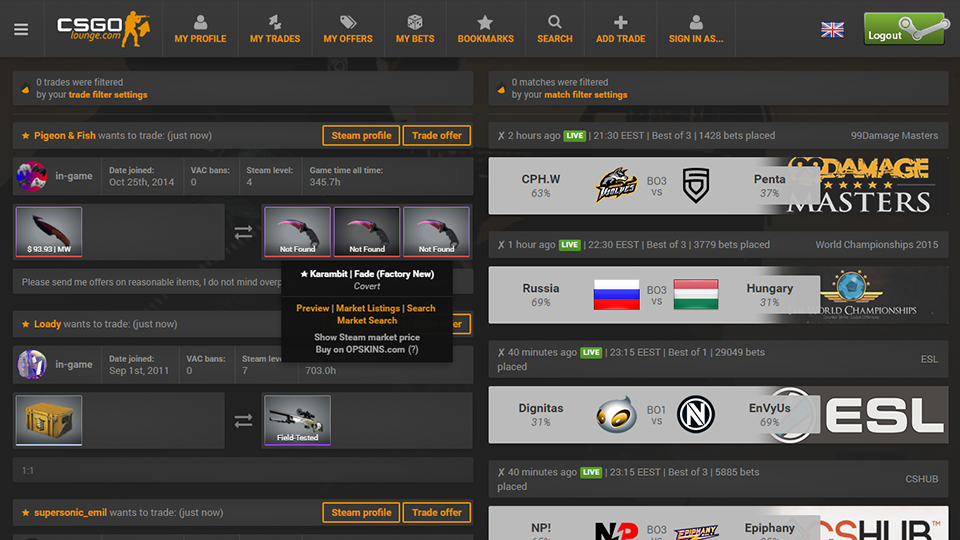 CSGO
lounge.com
MY PROFILE
MY TRADES
MY OFFERS
MY BETS
BOOKMARKS
SEARCH
ADD TRADE
SIGN IN AS...
Logout
0 trades were filtered
by your trade filter settings
Pigeon & Fish wants to trade: (just now)
Steam profile
Trade offer
in-game
Date joined:
Oct 25th, 2014
VAC bans:
0
Steam level:
4
Game time all time:
345.7h
$ 93.93 | MW
Not Found
Not Found
Not Found
Please send me offers on reasonable items, I do not mind overp
★ Karambit | Fade (Factory New)
Covert
Preview | Market Listings | Search
Market Search
Show Steam market price
Buy on OPSKINS.com (?)
Loady wants to trade: (just now)
in-game
Date joined:
Sep 1st, 2011
VAC bans:
0
Steam leve
7
703.0h
Field-Tested
1:1
supersonic_emil wants to trade: (just now)
Steam profile
Trade offer
0 matches were filtered
by your match filter settings
✗ 2 hours ago LIVE | 21:30 EEST | Best of 3 | 1428 bets placed
99Damage Masters
CPH.W
63%
WOLVES
BO3
vs
Penta
37%
99DAMAGE
MASTERS
✗ 1 hour ago LIVE | 22:30 EEST | Best of 3 | 3779 bets placed
World Championships 2015
Russia
69%
BO3
vs
Hungary
31%
THE WORLD CHAMPIONSHIPS
✗ 40 minutes ago LIVE | 23:15 EEST | Best of 1 | 29049 bets
placed
ESL
Dignitas
31%
BO1
vs
EnVyUs
69%
ESL
✗ 40 minutes ago LIVE | 23:15 EEST | Best of 3 | 5885 bets
placed
CSHUB
NP!
BO3
vs
EPIPHANY
Epiphany
CSHUB